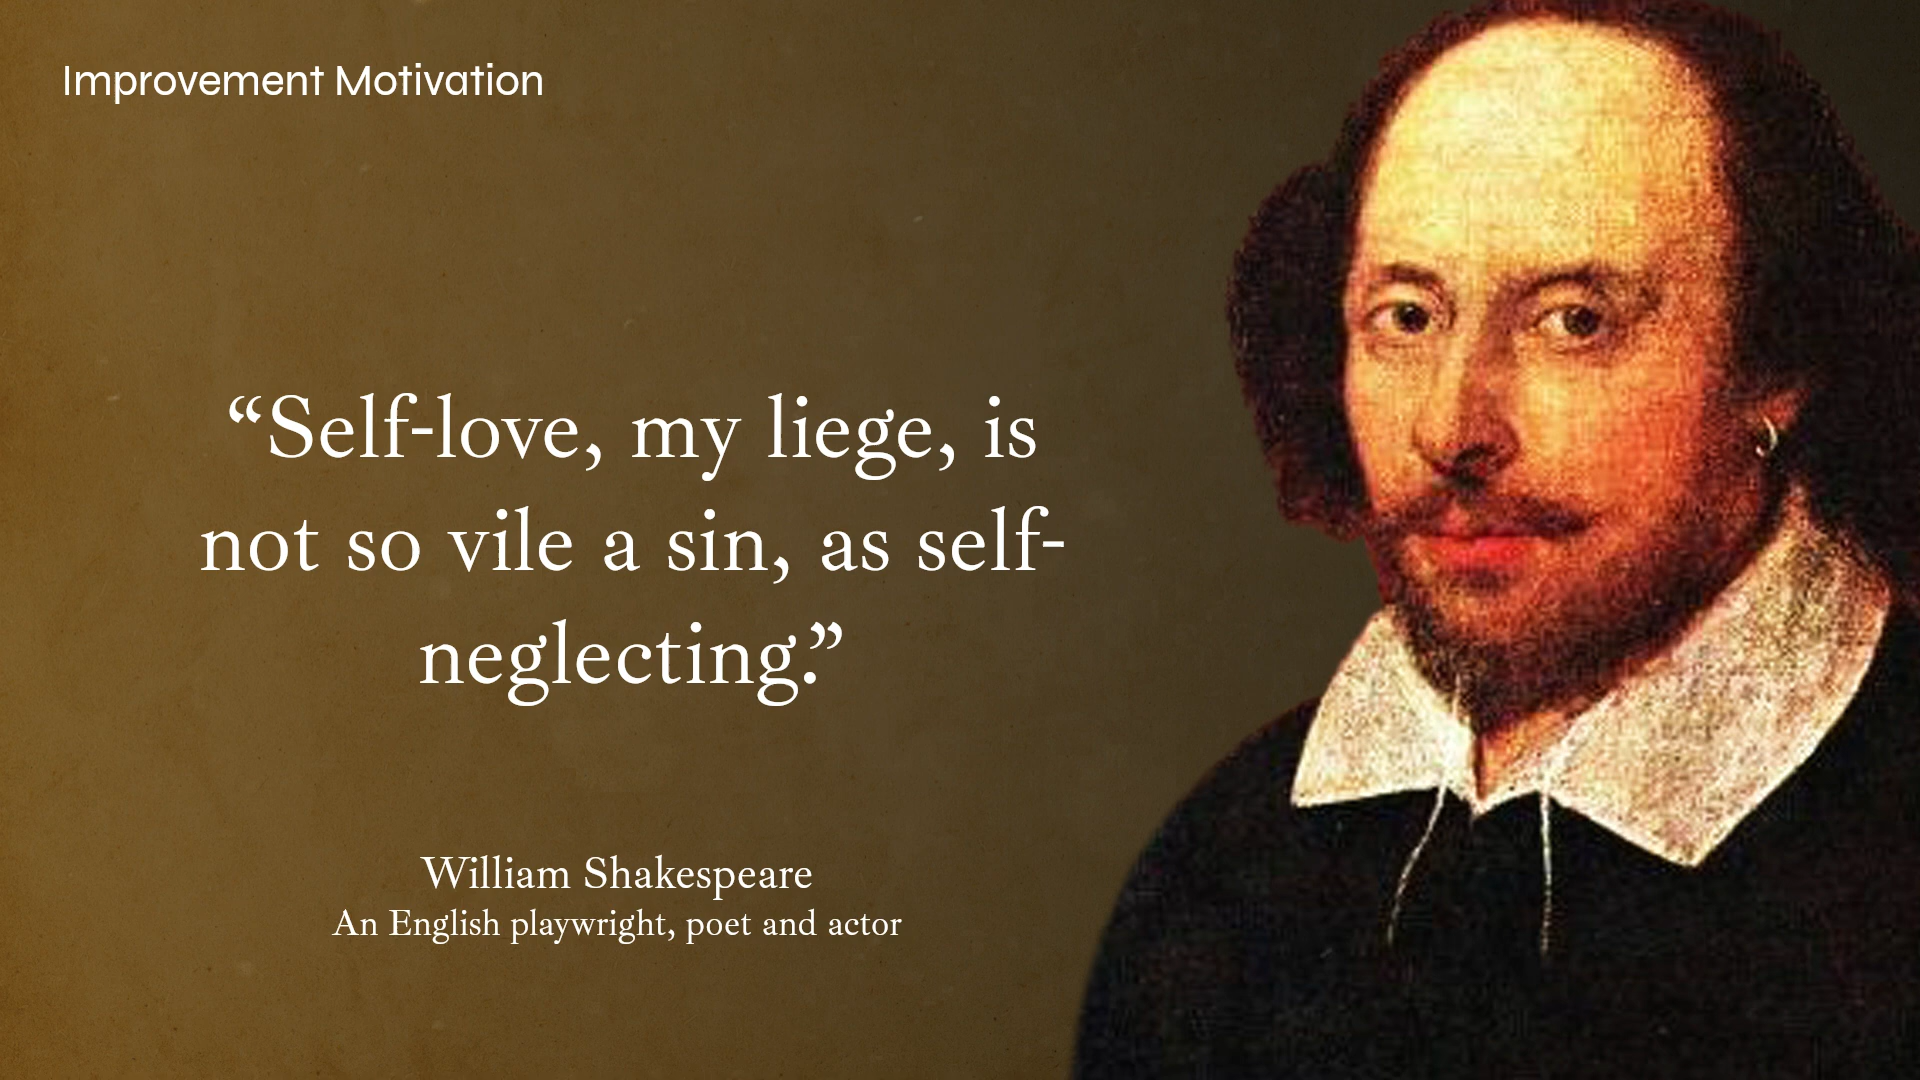 Improvement Motivation
“Self-love, my liege, is
not so vile a sin, as self-
neglecting.”
William Shakespeare
An English playwright, poet and actor